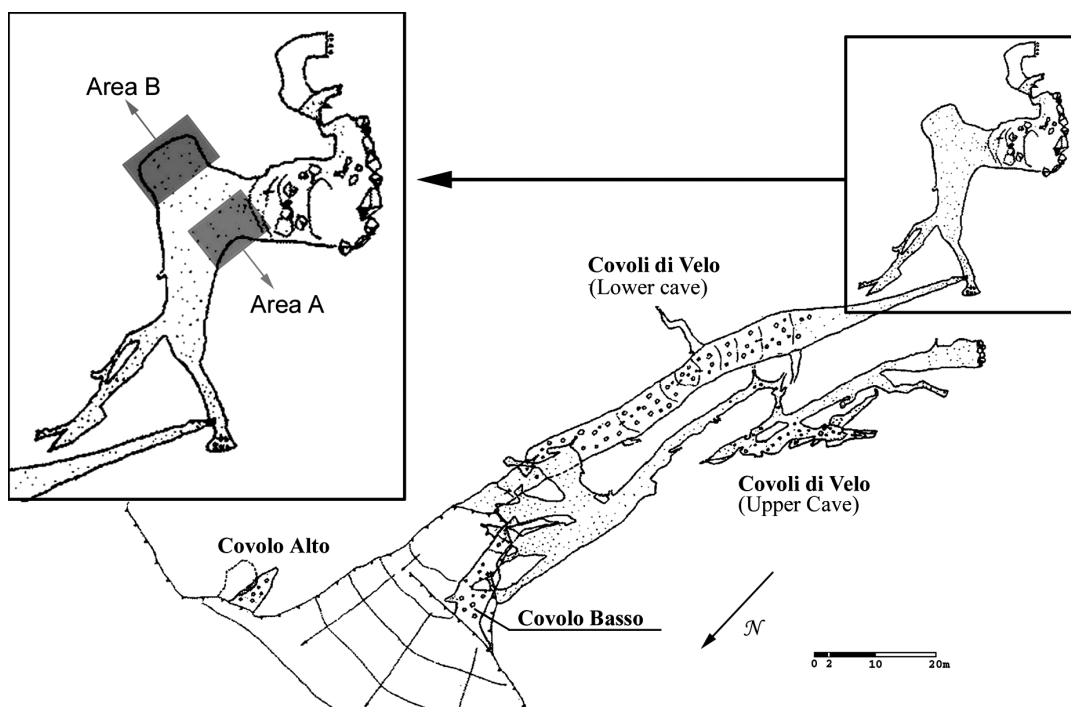 Area B
Area A
Covoli di Velo
(Lower cave)
Covoli di Velo
(Upper Cave)
Covolo Alto
Covolo Basso
N
0 2 10 20m